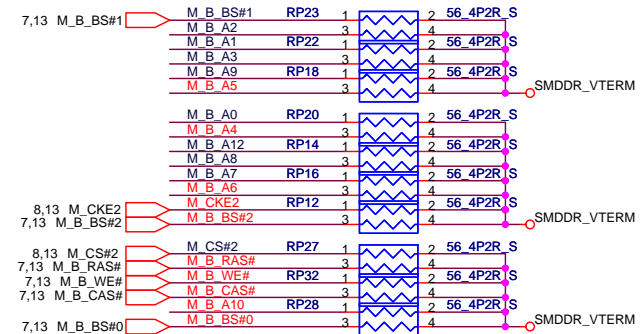 7,13 M_B_BS#1 M_B_BS#1 RP23 1 2 56_4P2R_S
M_B_A2 3 4
M_B_A1 RP22 1 2 56_4P2R_S
M_B_A3 3 4
M_B_A9 RP18 1 2 56_4P2R_S
M_B_A5 3 4 SMDDR_VTERM
M_B_A0 RP20 1 2 56_4P2R_S
M_B_A4 3 4
M_B_A12 RP14 1 2 56_4P2R_S
M_B_A8 3 4
M_B_A7 RP16 1 2 56_4P2R_S
M_B_A6 3 4
8,13 M_CKE2 M_CKE2 RP12 1 2 56_4P2R_S
7,13 M_B_BS#2 M_B_BS#2 3 4 SMDDR_VTERM
8,13 M_CS#2 M_CS#2 RP27 1 2 56_4P2R_S
7,13 M_B_RAS# M_B_RAS# 3 4
7,13 M_B_WE# M_B_WE# RP32 1 2 56_4P2R_S
7,13 M_B_CAS# M_B_CAS# 3 4
M_B_A10 RP28 1 2 56_4P2R_S
7,13 M_B_BS#0 M_B_BS#0 3 4 SMDDR_VTERM